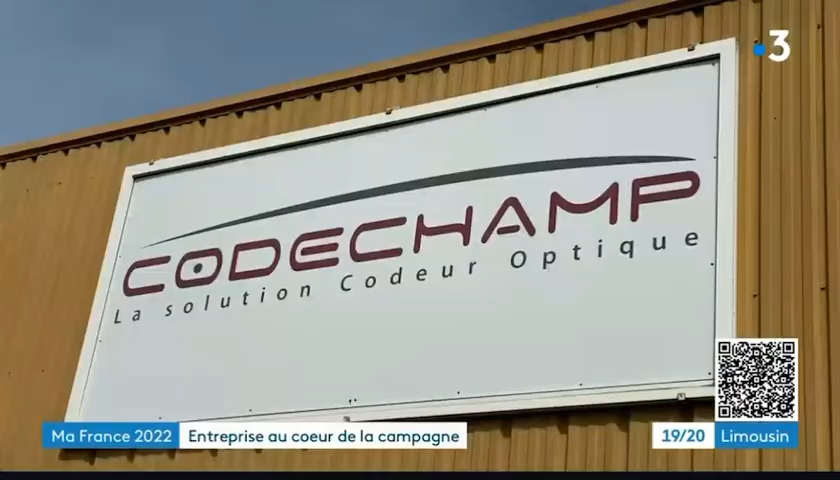 3
CODECHAMP
La solution Codeur Optique
Ma France 2022 Entreprise au coeur de la campagne
19/20 Limousin